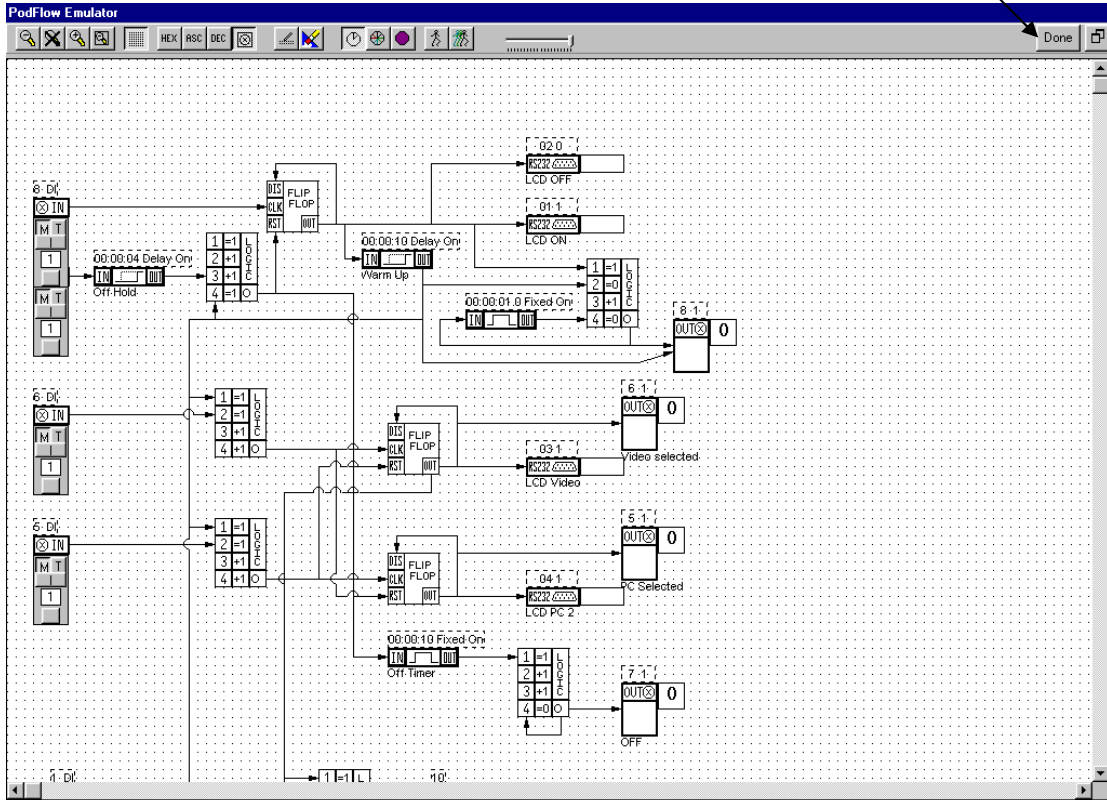 PodFlow Emulator
HEX ASC DEC
Done
02 0
RS232
LCD OFF
8 DI
IN
M T
1
M T
1
DIS
CLK
RST
FLIP
FLOP
OUT
01 1
RS232
LCD ON
00:00:04 Delay On
IN OUT
Off Hold
1 =1
2 +1
3 +1
4 =1 O
LOGIC
00:00:10 Delay On
IN OUT
Warm Up
1 =1
2 =0
3 +1
4 =0 O
LOGIC
00:00:01.0 Fixed On
IN OUT
8 1
OUT 0
6 DI
IN
M T
1
1 =1
2 =1
3 +1
4 +1 O
LOGIC
DIS
CLK
RST
FLIP
FLOP
OUT
6 1
OUT 0
Video selected
03 1
RS232
LCD Video
5 DI
IN
M T
1
1 =1
2 =1
3 +1
4 +1 O
LOGIC
DIS
CLK
RST
FLIP
FLOP
OUT
5 1
OUT 0
PC Selected
04 1
RS232
LCD PC 2
00:00:10 Fixed On
IN OUT
Off Timer
1 =1
2 +1
3 +1
4 =0 O
LOGIC
7 1
OUT 0
OFF
1 DI
1 =1 L
10